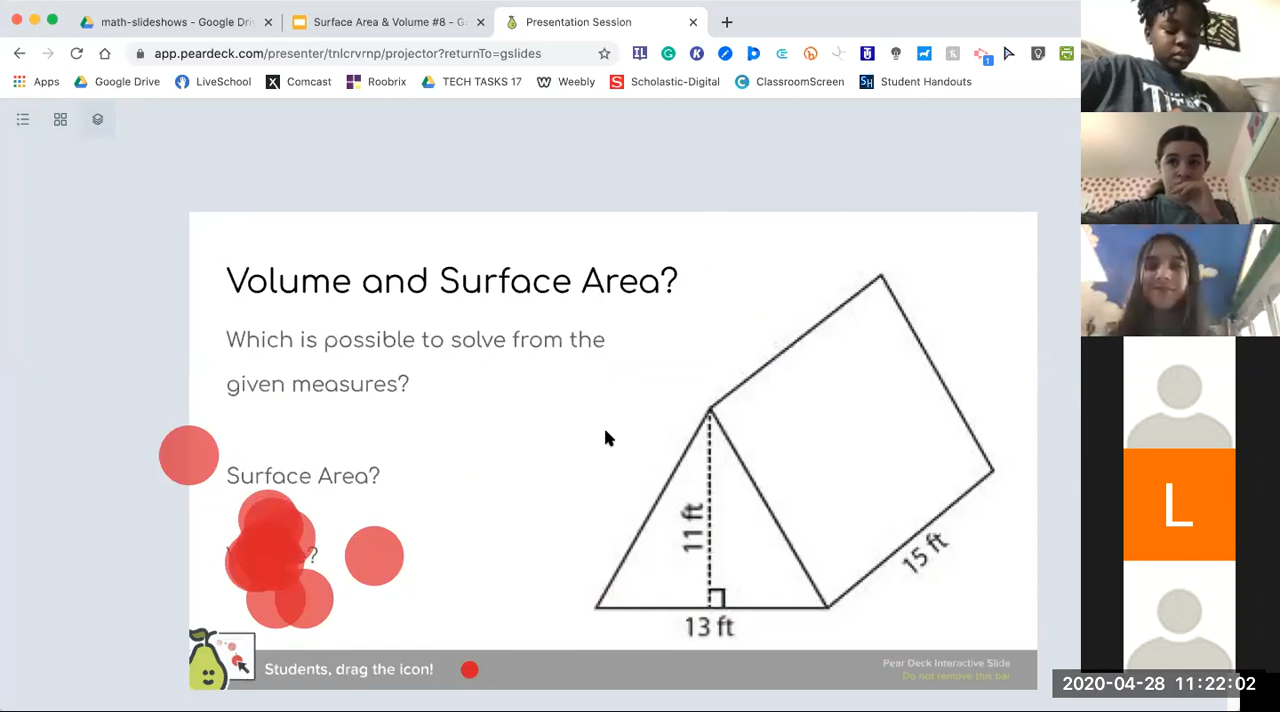 math-slideshows - Google Dri
Surface Area & Volume #8 - G
Presentation Session
app.peardeck.com/presenter/tnlcrvrnp/projector?returnTo=gslides
Apps
Google Drive
LiveSchool
Comcast
Roobrix
TECH TASKS 17
Weebly
Scholastic-Digital
ClassroomScreen
Student Handouts
Volume and Surface Area?
Which is possible to solve from the
given measures?
Surface Area?
11 ft
15 ft
13 ft
Students, drag the icon!
Pear Deck Interactive Slide
Do not remove this bar
L
2020-04-28 11:22:02